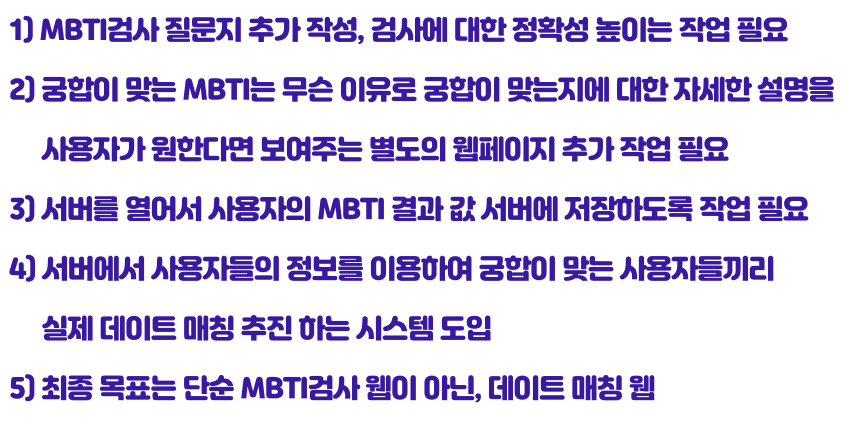 1) MBTI검사 질문지 추가 작성, 검사에 대한 정확성 높이는 작업 필요
2) 궁합이 맞는 MBTI는 무슨 이유로 궁합이 맞는지에 대한 자세한 설명을
사용자가 원한다면 보여주는 별도의 웹페이지 추가 작업 필요
3) 서버를 열어서 사용자의 MBTI 결과 값 서버에 저장하도록 작업 필요
4) 서버에서 사용자들의 정보를 이용하여 궁합이 맞는 사용자들끼리
실제 데이트 매칭 추진 하는 시스템 도입
5) 최종 목표는 단순 MBTI검사 웹이 아닌, 데이트 매칭 웹